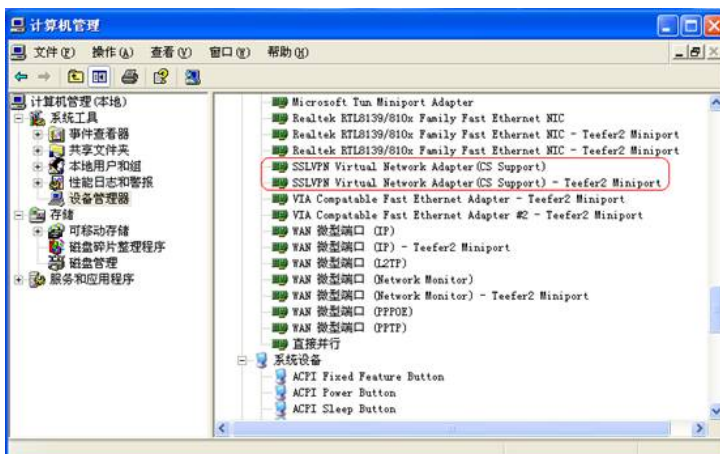 计算机管理
文件(F) 操作(A) 查看(V) 窗口(W) 帮助(H)
计算机管理(本地)
系统工具
事件查看器
共享文件夹
本地用户和组
性能日志和警报
设备管理器
存储
可移动存储
磁盘碎片整理程序
磁盘管理
服务和应用程序
Microsoft Tun Miniport Adapter
Realtek RTL8139/810x Family Fast Ethernet NIC
Realtek RTL8139/810x Family Fast Ethernet NIC - Teefer2 Miniport
Realtek RTL8139/810x Family Fast Ethernet NIC - Teefer2 Miniport
SSLVPN Virtual Network Adapter(CS Support)
SSLVPN Virtual Network Adapter(CS Support) - Teefer2 Miniport
VIA Compatable Fast Ethernet Adapter - Teefer2 Miniport
VIA Compatable Fast Ethernet Adapter #2 - Teefer2 Miniport
WAN 微型端口 (IP)
WAN 微型端口 (IP) - Teefer2 Miniport
WAN 微型端口 (L2TP)
WAN 微型端口 (Network Monitor)
WAN 微型端口 (Network Monitor) - Teefer2 Miniport
WAN 微型端口 (PPPOE)
WAN 微型端口 (PPTP)
直接并行
系统设备
ACPI Fixed Feature Button
ACPI Power Button
ACPI Sleep Button